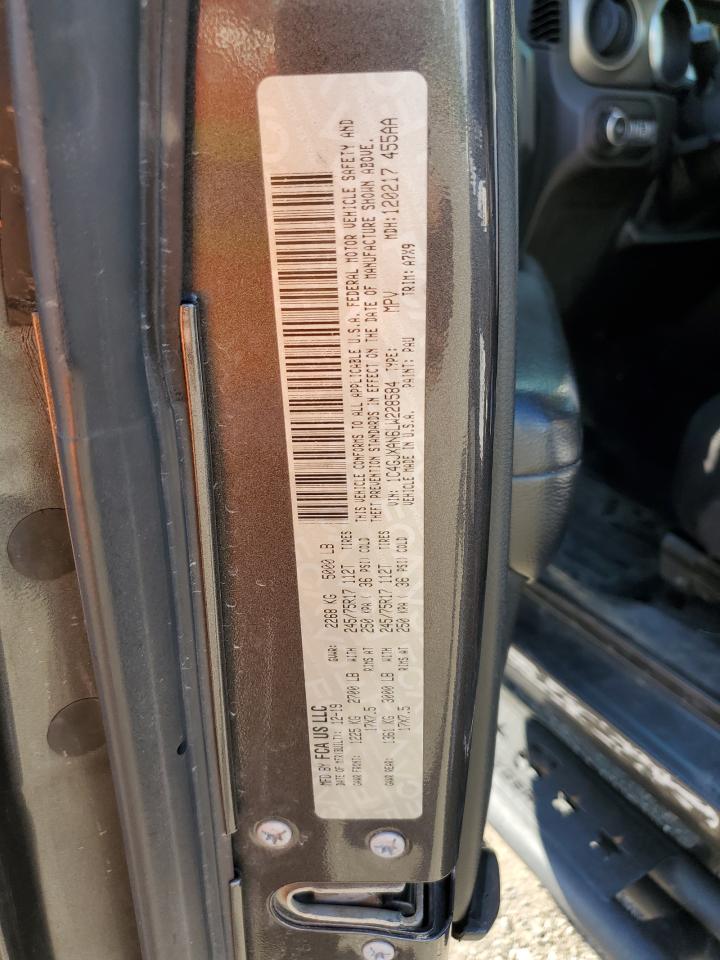 MFD BY FCA US LLC
DATE OF MFR/BUILT: 12-19 GVWR: 2268 KG 5000 LB
GAWR FRONT: 1225 KG 2700 LB WITH 245/75R17 112T TIRES
17X7.5 RIMS AT 250 KPA ( 36 PSI) COLD
GAWR REAR: 1361 KG 3000 LB WITH 245/75R17 112T TIRES
17X7.5 RIMS AT 250 KPA ( 36 PSI) COLD
THIS VEHICLE CONFORMS TO ALL APPLICABLE U.S.A. FEDERAL MOTOR VEHICLE SAFETY AND
THEFT PREVENTION STANDARDS IN EFFECT ON THE DATE OF MANUFACTURE SHOWN ABOVE.
VIN: 1C4GJXAN6LW228584 TYPE: MPV MDH: 120217 455AA
VEHICLE MADE IN U.S.A. PAINT: PAU TRIM: A7X9